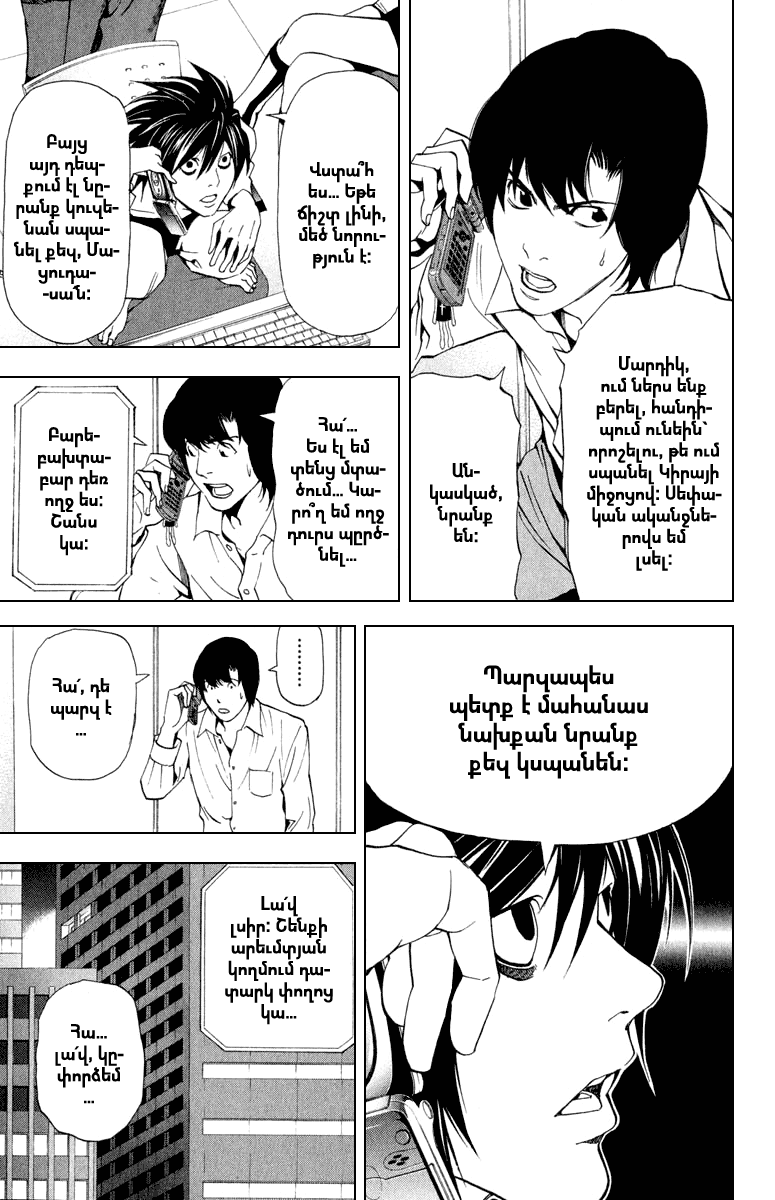 Մարդիկ,
ում ներս ենք
բերել, հանդի-
պում ունեին՝
որոշելու, թե ում
սպանել Կիրայի
միջոցով: Սեփա-
կան ականջնե-
րովս եմ
լսել:
Ան-
կասկած,
նրանք
են:
Վստա՞հ
ես... Եթե
ճիշտ լինի,
մեծ նորու-
թյուն է:
Բայց
այդ դեպ-
քում էլ նը-
րանք կուզե-
նան սպա-
նել քեզ, Մա-
ցուդա-
-սա՛ն:
Հա՛...
Ես էլ եմ
տենց մտա-
ծում... Կա-
րո՞ղ եմ ողջ
դուրս պըրծ-
նել...
Բարե-
բախտա-
բար դեռ
ողջ ես:
Շանս
կա:
Պարզապես
պետք է մահանաս
նախքան նրանք
քեզ կսպանեն:
........
Հա՛, դե
պարզ է
...
Լա՛վ
լսիր: Շենքի
արեւմտյան
կողմում դա-
տարկ փողոց
կա...
Հա...
լա՛վ, կը-
փորձեմ
...